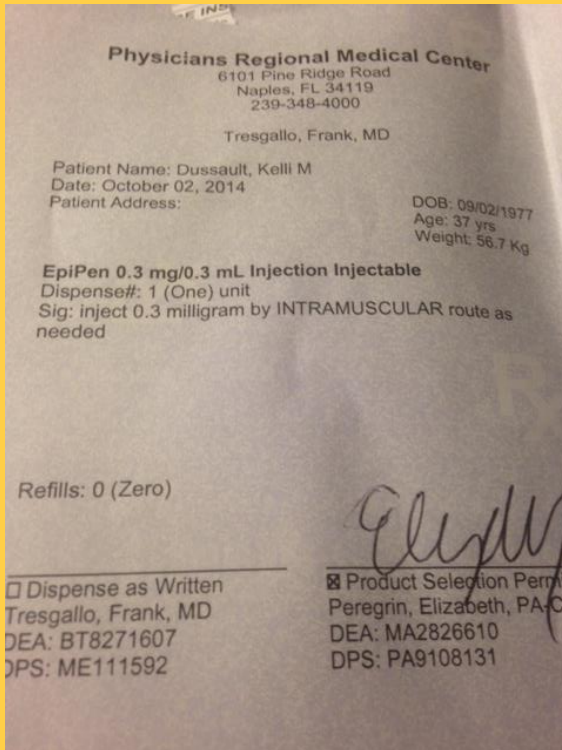 Physicians Regional Medical Center
6101 Pine Ridge Road
Naples, FL 34119
239-348-4000
Tresgallo, Frank, MD
Patient Name: Dussault, Kelli M
Date: October 02, 2014
Patient Address:
DOB: 09/02/1977
Age: 37 yrs
Weight: 56.7 Kg
EpiPen 0.3 mg/0.3 mL Injection Injectable
Dispense#: 1 (One) unit
Sig: inject 0.3 milligram by INTRAMUSCULAR route as
needed
Rx
Refills: 0 (Zero)
☐ Dispense as Written
Tresgallo, Frank, MD
DEA: BT8271607
DPS: ME111592
☒ Product Selection Perm
Peregrin, Elizabeth, PA-C
DEA: MA2826610
DPS: PA9108131